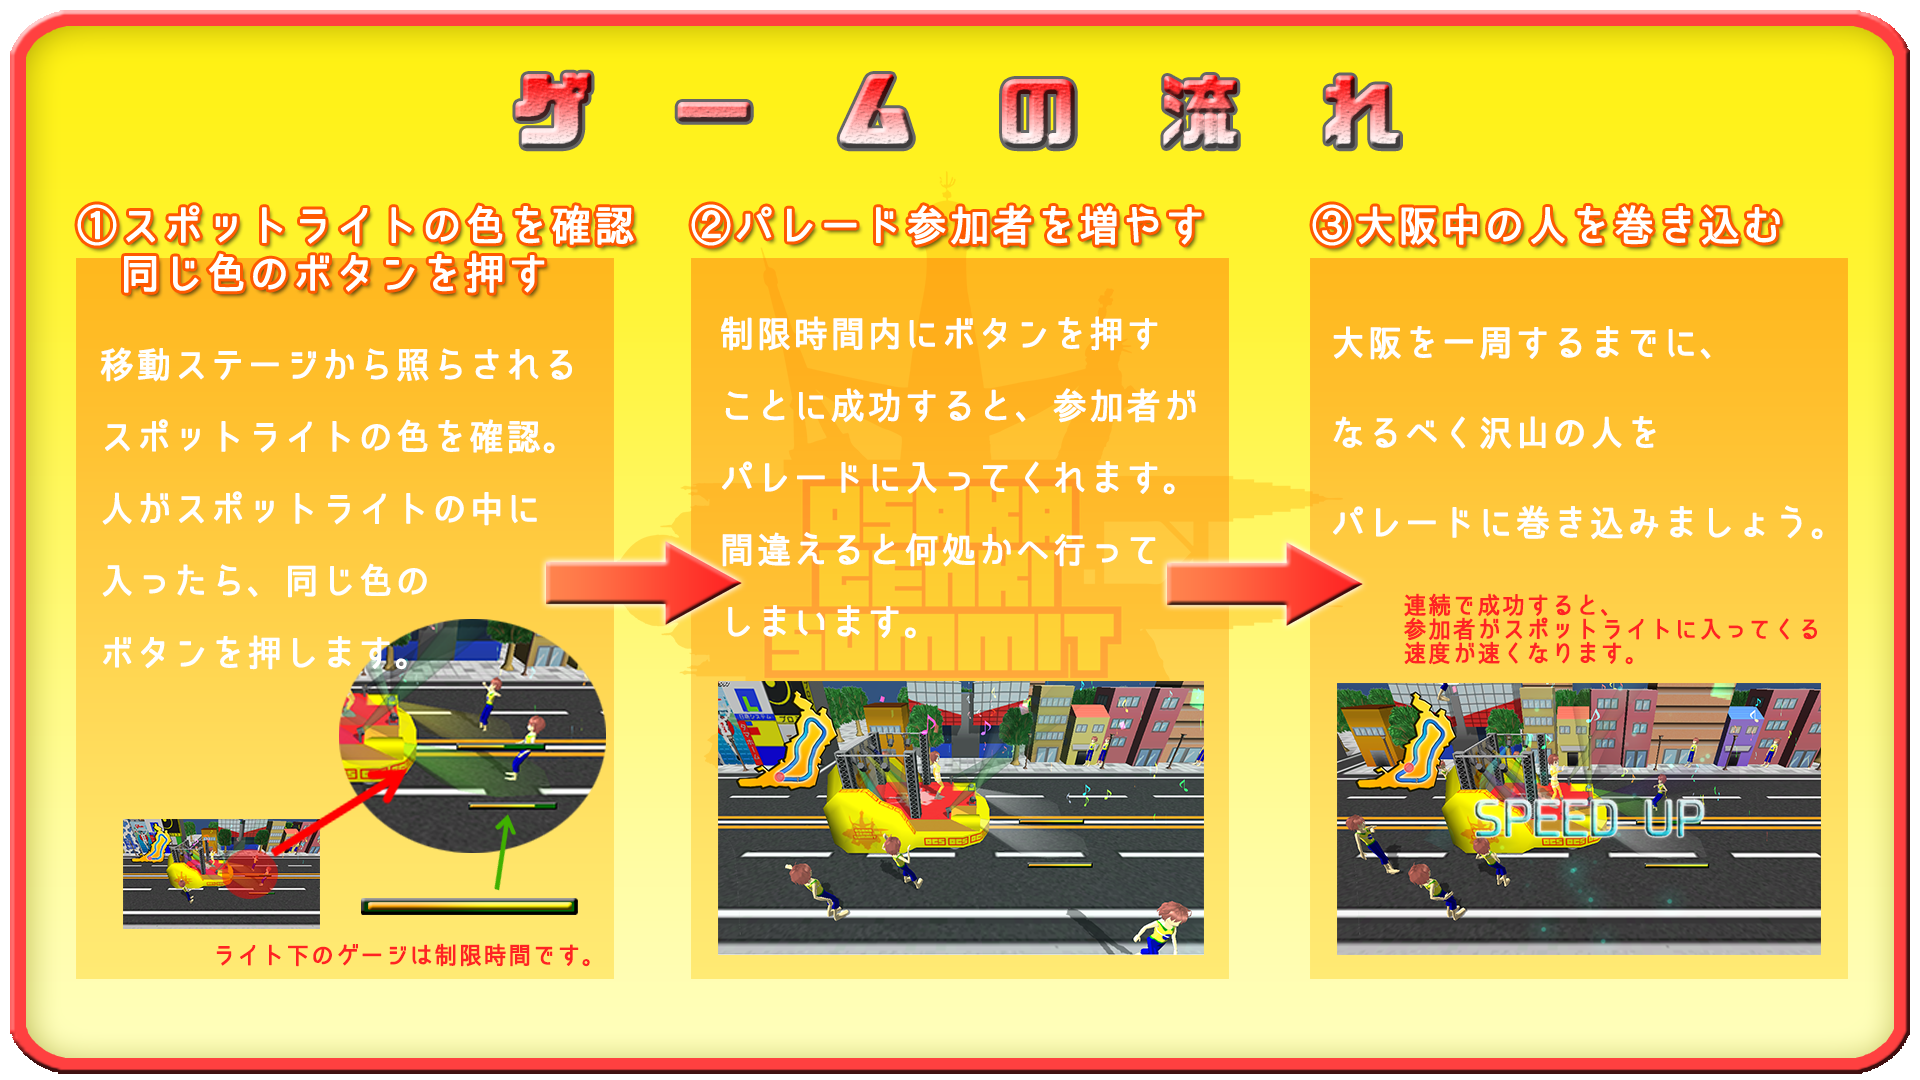 ゲームの流れ
①スポットライトの色を確認
同じ色のボタンを押す
移動ステージから照らされる
スポットライトの色を確認。
人がスポットライトの中に
入ったら、同じ色の
ボタンを押します。
ライト下のゲージは制限時間です。
②パレード参加者を増やす
制限時間内にボタンを押す
ことに成功すると、参加者が
パレードに入ってくれます。
間違えると何処かへ行って
しまいます。
OSAKA
GENKI
SUMMIT
③大阪中の人を巻き込む
大阪を一周するまでに、
なるべく沢山の人を
パレードに巻き込みましょう。
連続で成功すると、
参加者がスポットライトに入ってくる
速度が速くなります。
SPEED UP